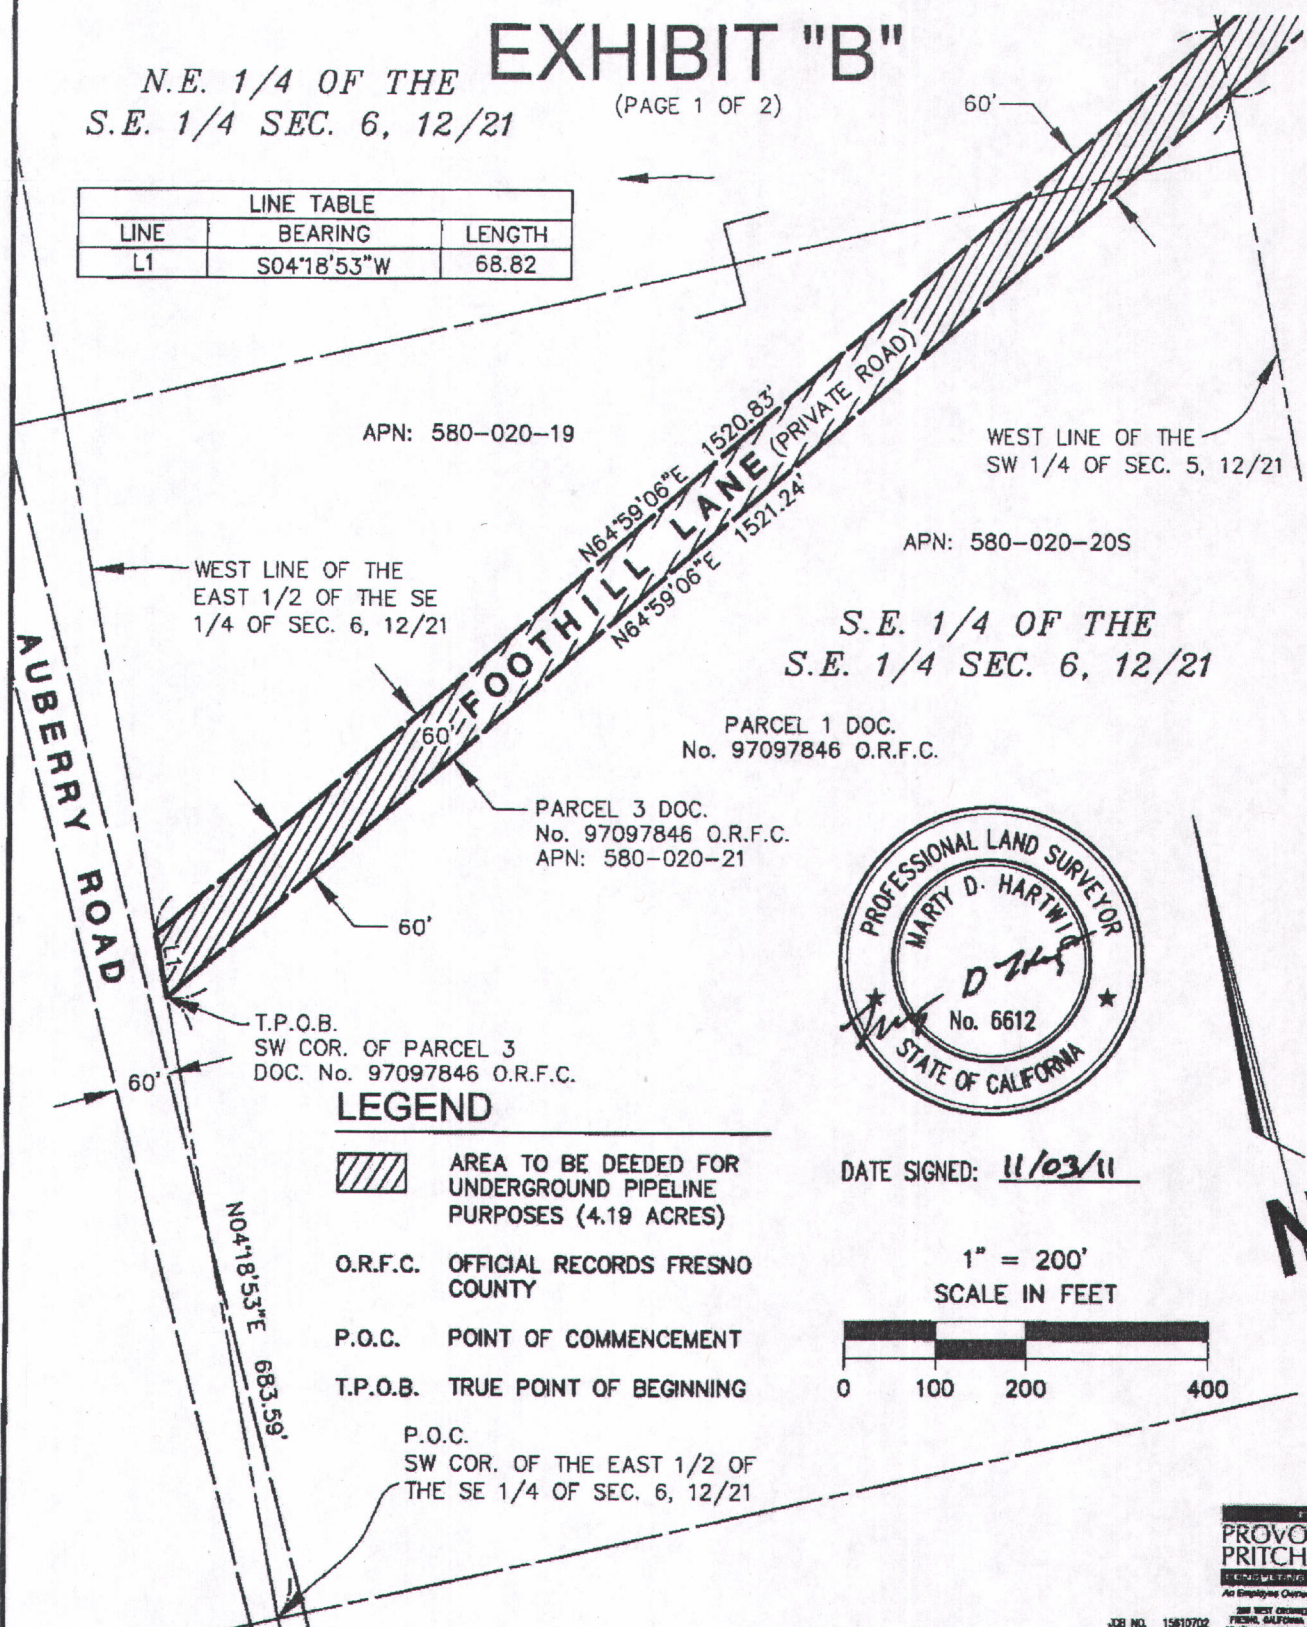 EXHIBIT "B"
(PAGE 1 OF 2)
N.E. 1/4 OF THE
S.E. 1/4 SEC. 6, 12/21
60'
LINE TABLE
LINE BEARING LENGTH
L1 S04°18'53"W 68.82
APN: 580-020-19
N64°59'06"E 1520.83'
FOOTHILL LANE (PRIVATE ROAD)
N64°59'06"E 1521.24'
WEST LINE OF THE
SW 1/4 OF SEC. 5, 12/21
APN: 580-020-20S
WEST LINE OF THE
EAST 1/2 OF THE SE
1/4 OF SEC. 6, 12/21
S.E. 1/4 OF THE
S.E. 1/4 SEC. 6, 12/21
AUBERRY ROAD
60'
PARCEL 1 DOC.
No. 97097846 O.R.F.C.
PARCEL 3 DOC.
No. 97097846 O.R.F.C.
APN: 580-020-21
60'
L1
T.P.O.B.
SW COR. OF PARCEL 3
DOC. No. 97097846 O.R.F.C.
60'
PROFESSIONAL LAND SURVEYOR
MARTY D. HARTWIG
No. 6612
STATE OF CALIFORNIA
LEGEND
AREA TO BE DEEDED FOR
UNDERGROUND PIPELINE
PURPOSES (4.19 ACRES)
O.R.F.C. OFFICIAL RECORDS FRESNO
COUNTY
P.O.C. POINT OF COMMENCEMENT
T.P.O.B. TRUE POINT OF BEGINNING
N04°18'53"E 683.59'
DATE SIGNED: 11/03/11
1" = 200'
SCALE IN FEET
0 100 200 400
P.O.C.
SW COR. OF THE EAST 1/2 OF
THE SE 1/4 OF SEC. 6, 12/21
PROVO
PRITCH
An Employee Owne
JOB NO. 15610702